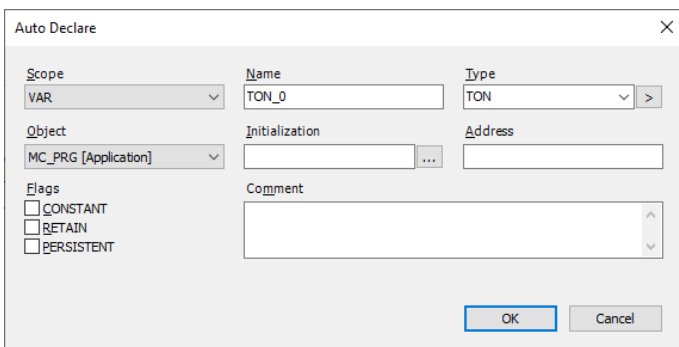 Auto Declare
Scope Name Type
VAR TON_0 TON >
Object Initialization Address
MC_PRG [Application] ...
Flags Comment
CONSTANT
RETAIN
PERSISTENT
OK Cancel